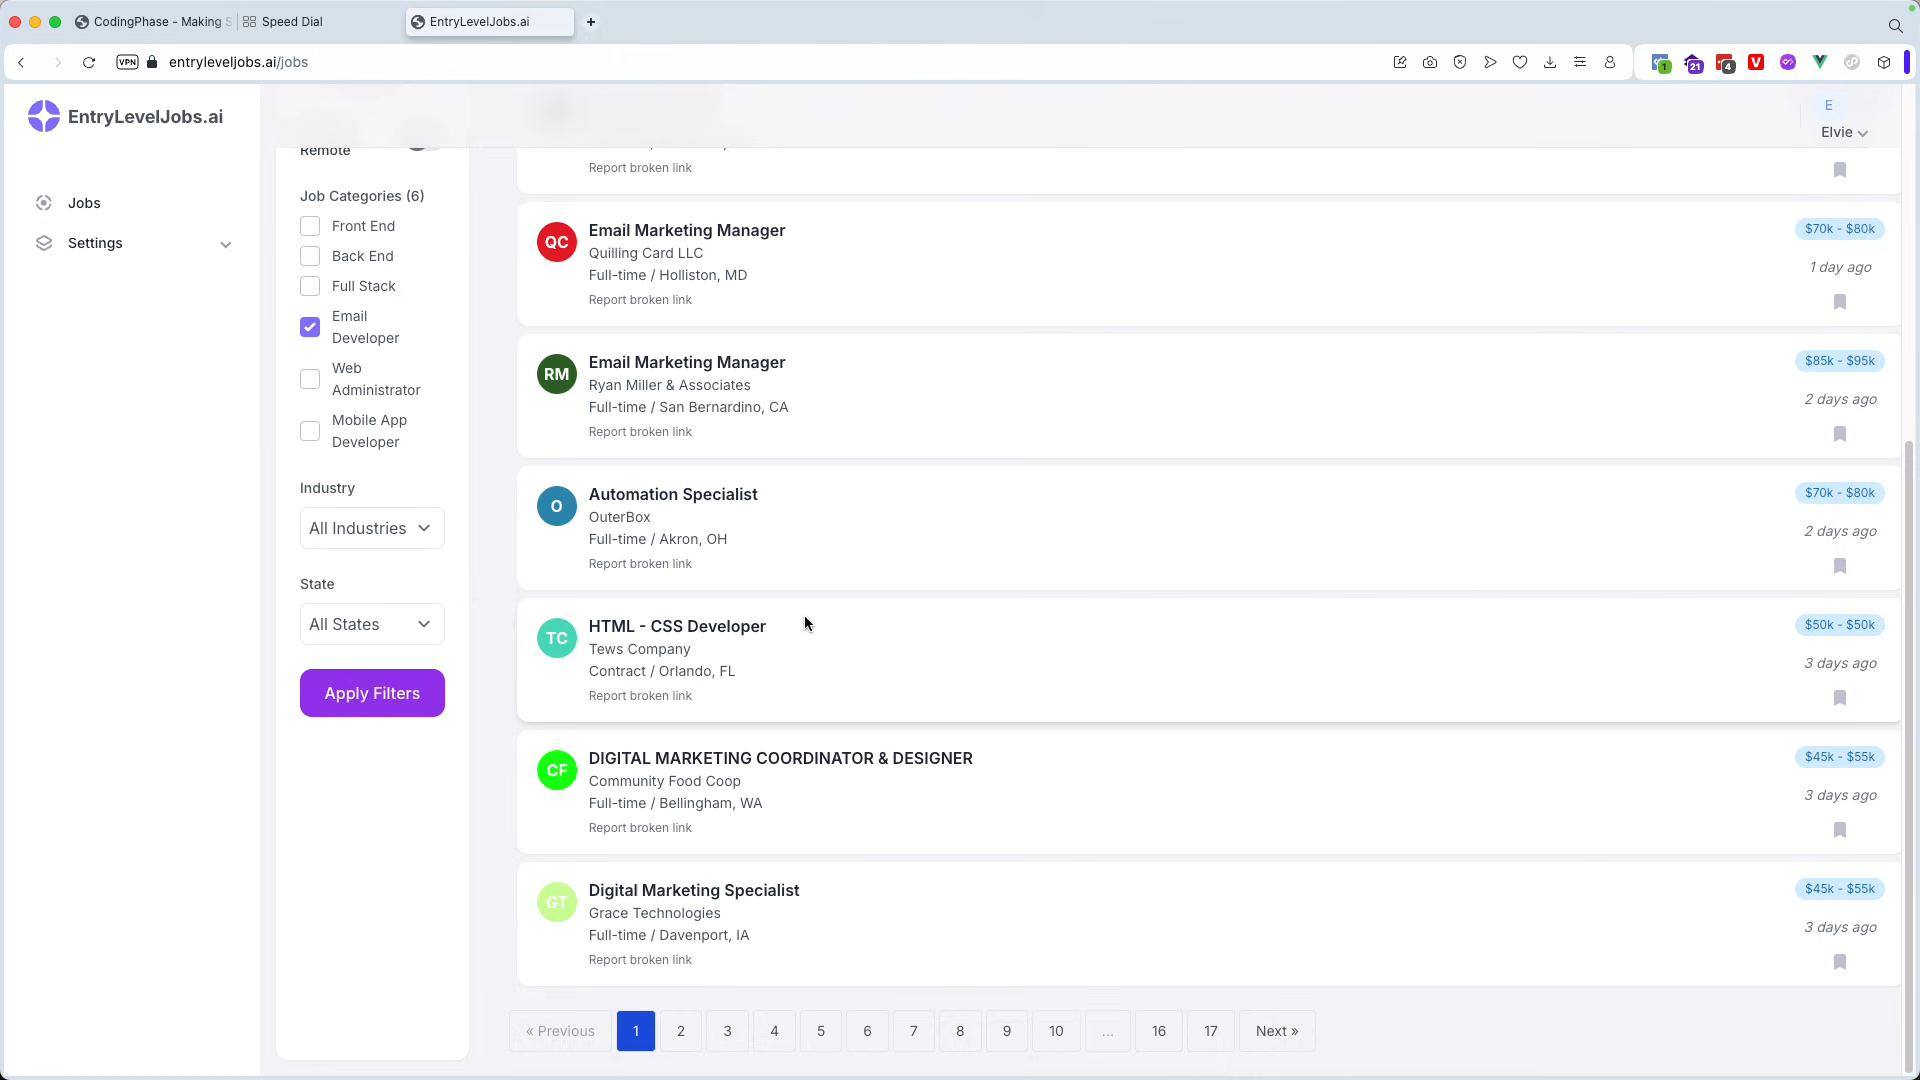 CodingPhase - Making S
Speed Dial
EntryLevelJobs.ai
+
VPN
entryleveljobs.ai/jobs
1
21
4
EntryLevelJobs.ai
E
Elvie
Jobs
Settings
Remote
Job Categories (6)
Front End
Back End
Full Stack
Email
Developer
Web
Administrator
Mobile App
Developer
Industry
All Industries
State
All States
Apply Filters
Report broken link
QC
Email Marketing Manager
Quilling Card LLC
Full-time / Holliston, MD
Report broken link
$70k - $80k
1 day ago
RM
Email Marketing Manager
Ryan Miller & Associates
Full-time / San Bernardino, CA
Report broken link
$85k - $95k
2 days ago
O
Automation Specialist
OuterBox
Full-time / Akron, OH
Report broken link
$70k - $80k
2 days ago
TC
HTML - CSS Developer
Tews Company
Contract / Orlando, FL
Report broken link
$50k - $50k
3 days ago
CF
DIGITAL MARKETING COORDINATOR & DESIGNER
Community Food Coop
Full-time / Bellingham, WA
Report broken link
$45k - $55k
3 days ago
GT
Digital Marketing Specialist
Grace Technologies
Full-time / Davenport, IA
Report broken link
$45k - $55k
3 days ago
« Previous 1 2 3 4 5 6 7 8 9 10 ... 16 17 Next »